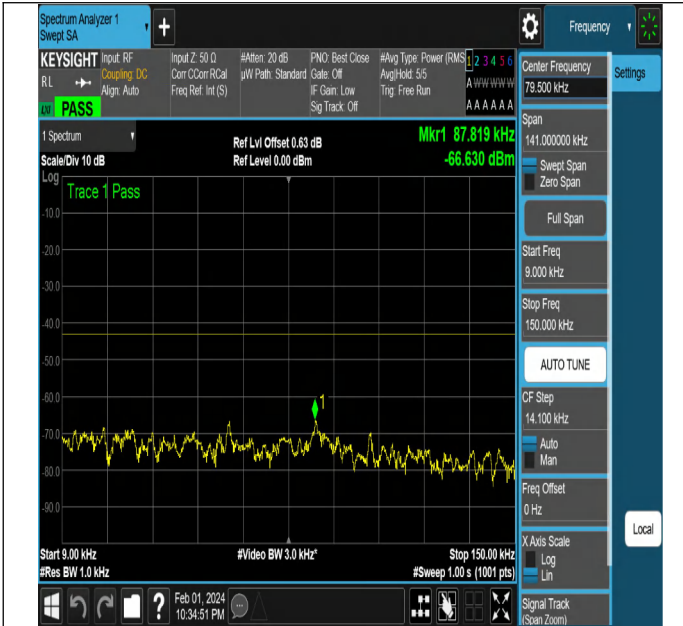 Spectrum Analyzer 1
Swept SA
+
Frequency
KEYSIGHT
RL
LXI
PASS
Input: RF
Coupling: DC
Align: Auto
Input Z: 50 Ω
Corr CCorr RCal
Freq Ref: Int (S)
#Atten: 20 dB
µW Path: Standard
PNO: Best Close
Gate: Off
IF Gain: Low
Sig Track: Off
#Avg Type: Power (RMS
Avg|Hold: 5/5
Trig: Free Run
1 2 3 4 5 6
A W W W W W
A A A A A A
1 Spectrum
Scale/Div 10 dB
Ref Lvl Offset 0.63 dB
Ref Level 0.00 dBm
Mkr1 87.819 kHz
-66.630 dBm
Log
Trace 1 Pass
-10.0
-20.0
-30.0
-40.0
-50.0
-60.0
-70.0
-80.0
-90.0
1
Start 9.00 kHz
#Res BW 1.0 kHz
#Video BW 3.0 kHz*
Stop 150.00 kHz
#Sweep 1.00 s (1001 pts)
?
Feb 01, 2024
10:34:51 PM
Center Frequency
79.500 kHz
Settings
Span
141.000000 kHz
Swept Span
Zero Span
Full Span
Start Freq
9.000 kHz
Stop Freq
150.000 kHz
AUTO TUNE
CF Step
14.100 kHz
Auto
Man
Freq Offset
0 Hz
X Axis Scale
Log
Lin
Local
Signal Track
(Span Zoom)